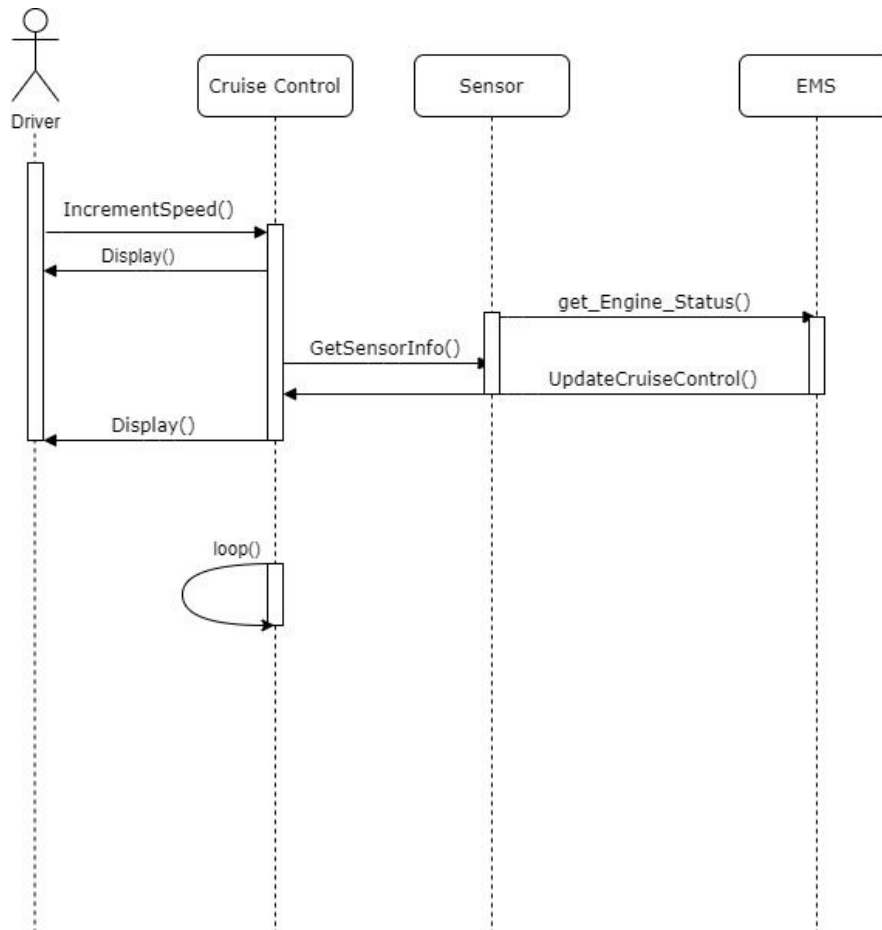 Cruise Control
Sensor
EMS
Driver
IncrementSpeed()
Display()
get_Engine_Status()
GetSensorInfo()
UpdateCruiseControl()
Display()
loop()